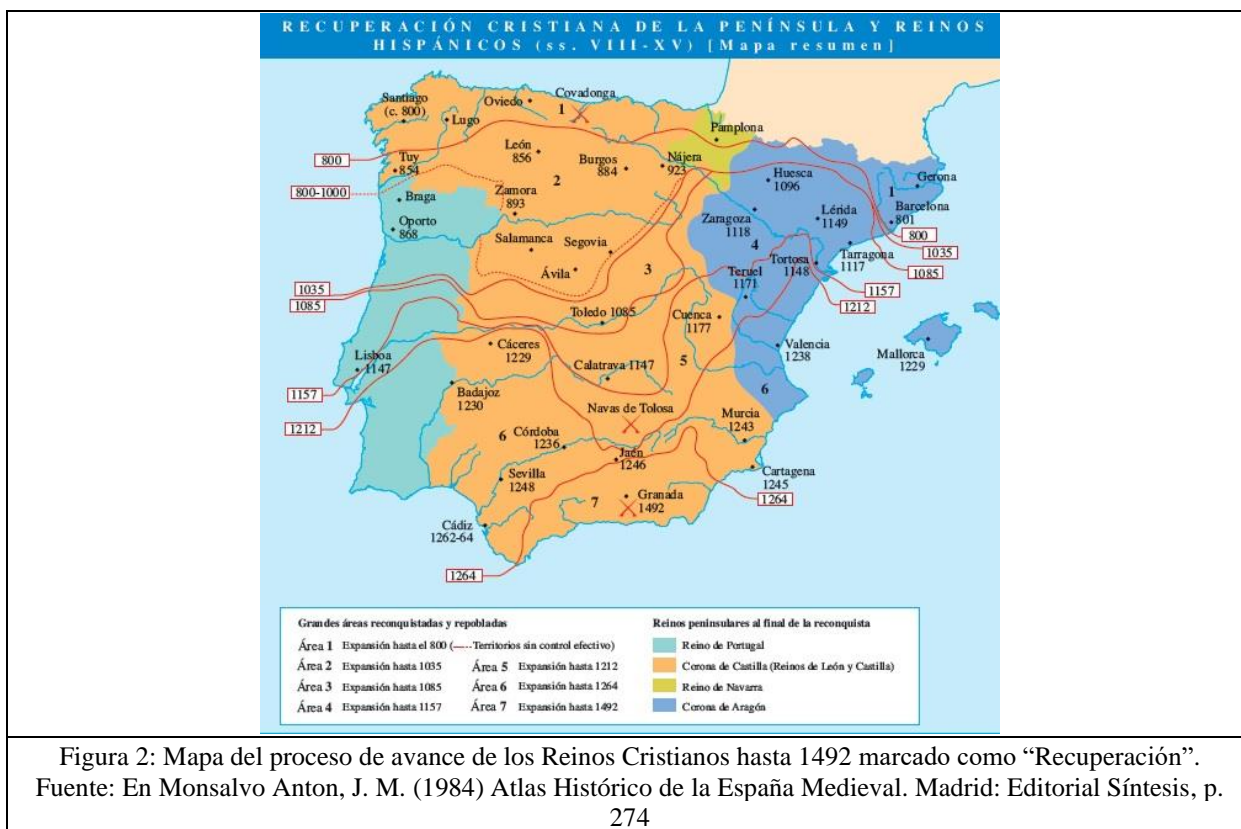 RECUPERACIÓN CRISTIANA DE LA PENÍNSULA Y REINOS
HISPÁNICOS (ss. VIII-XV) [Mapa resumen]
Covadonga
Oviedo
1
Santiago
(c. 800)
Lugo
Pamplona
800
León
856
Burgos
884
Nájera
923
Tuy
854
Huesca
1096
Gerona
1
800-1000
2
Braga
Zamora
893
Barcelona
801
Oporto
868
Zaragoza
1118
Lérida
1149
800
Salamanca
Segovia
4
Tarragona
1117
1035
Ávila
3
Tortosa
1148
1085
1035
1085
Teruel
1171
1157
1212
Toledo 1085
Cuenca
1177
Cáceres
1229
Valencia
1238
Mallorca
1229
Lisboa
1147
Calatrava 1147
5
1157
Badajoz
1230
6
1212
Navas de Tolosa
Murcia
1243
6
Córdoba
1236
Jaén
1246
Sevilla
1248
Cartagena
1245
1264
7
Granada
1492
Cádiz
1262-64
1264
Grandes áreas reconquistadas y repobladas
Área 1 Expansión hasta el 800 (Territorios sin control efectivo)
Área 2 Expansión hasta 1035
Área 3 Expansión hasta 1085
Área 4 Expansión hasta 1157
Área 5 Expansión hasta 1212
Área 6 Expansión hasta 1264
Área 7 Expansión hasta 1492
Reinos peninsulares al final de la reconquista
Reino de Portugal
Corona de Castilla (Reinos de León y Castilla)
Reino de Navarra
Corona de Aragón
Figura 2: Mapa del proceso de avance de los Reinos Cristianos hasta 1492 marcado como “Recuperación”.
Fuente: En Monsalvo Anton, J. M. (1984) Atlas Histórico de la España Medieval. Madrid: Editorial Síntesis, p.
274